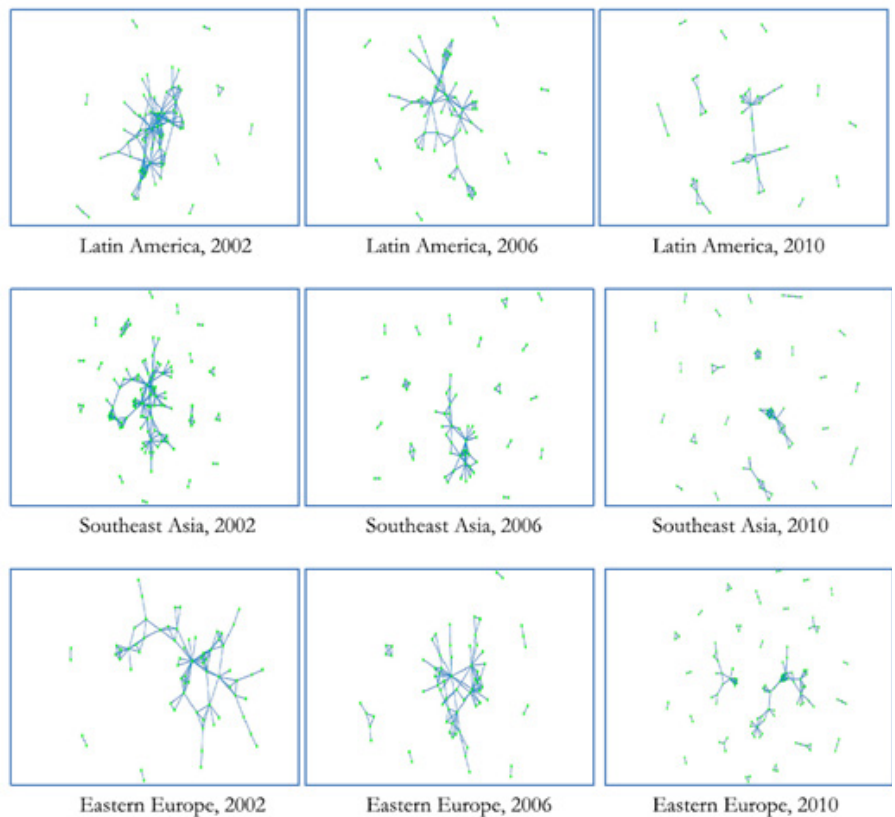 Latin America, 2002
Latin America, 2006
Latin America, 2010
Southeast Asia, 2002
Southeast Asia, 2006
Southeast Asia, 2010
Eastern Europe, 2002
Eastern Europe, 2006
Eastern Europe, 2010